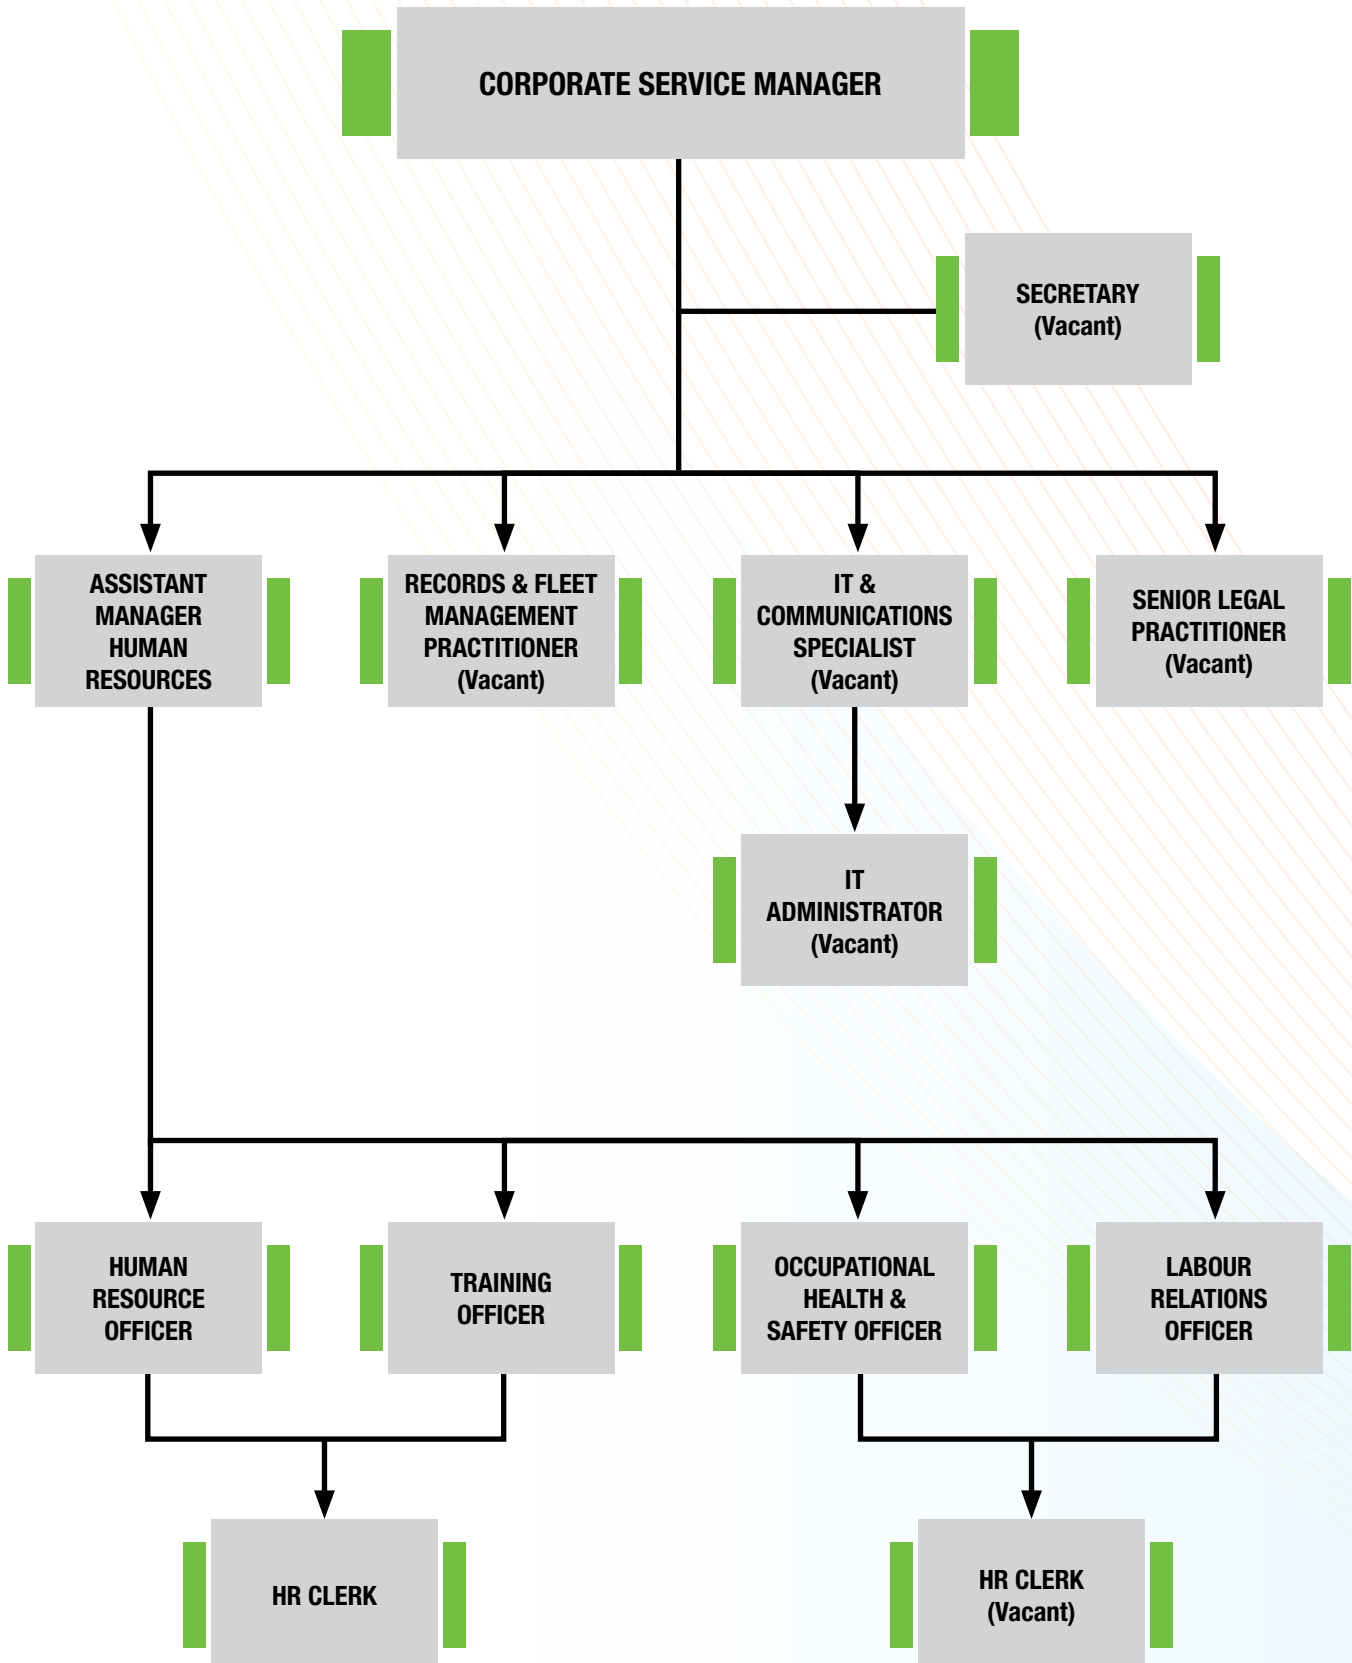 CORPORATE SERVICE MANAGER
SECRETARY
(Vacant)
ASSISTANT
MANAGER
HUMAN
RESOURCES
RECORDS & FLEET
MANAGEMENT
PRACTITIONER
(Vacant)
IT &
COMMUNICATIONS
SPECIALIST
(Vacant)
SENIOR LEGAL
PRACTITIONER
(Vacant)
IT
ADMINISTRATOR
(Vacant)
HUMAN
RESOURCE
OFFICER
TRAINING
OFFICER
OCCUPATIONAL
HEALTH &
SAFETY OFFICER
LABOUR
RELATIONS
OFFICER
HR CLERK
HR CLERK
(Vacant)